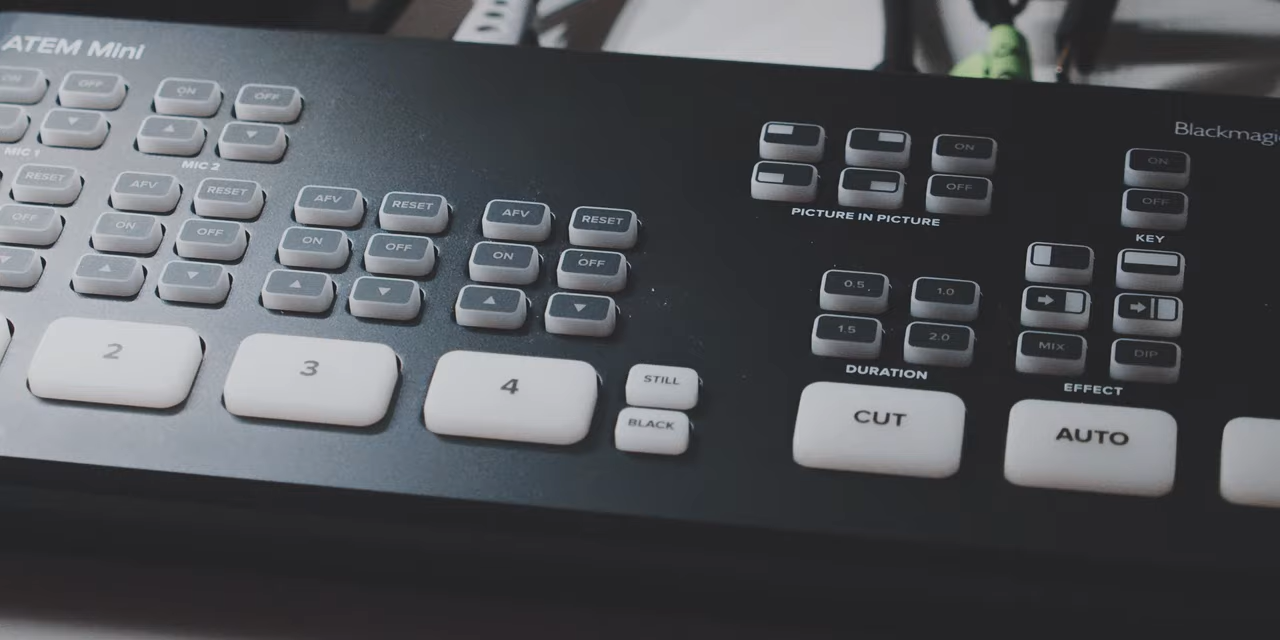 ATEM Mini
Blackmagic
ON OFF ON OFF
MIC 1 MIC 2
RESET AFV RESET AFV RESET AFV RESET
OFF ON OFF ON OFF ON OFF
2 3 4
STILL
BLACK
ON
OFF
PICTURE IN PICTURE
ON
OFF
KEY
0.5 1.0
1.5 2.0
DURATION
MIX DIP
EFFECT
CUT AUTO